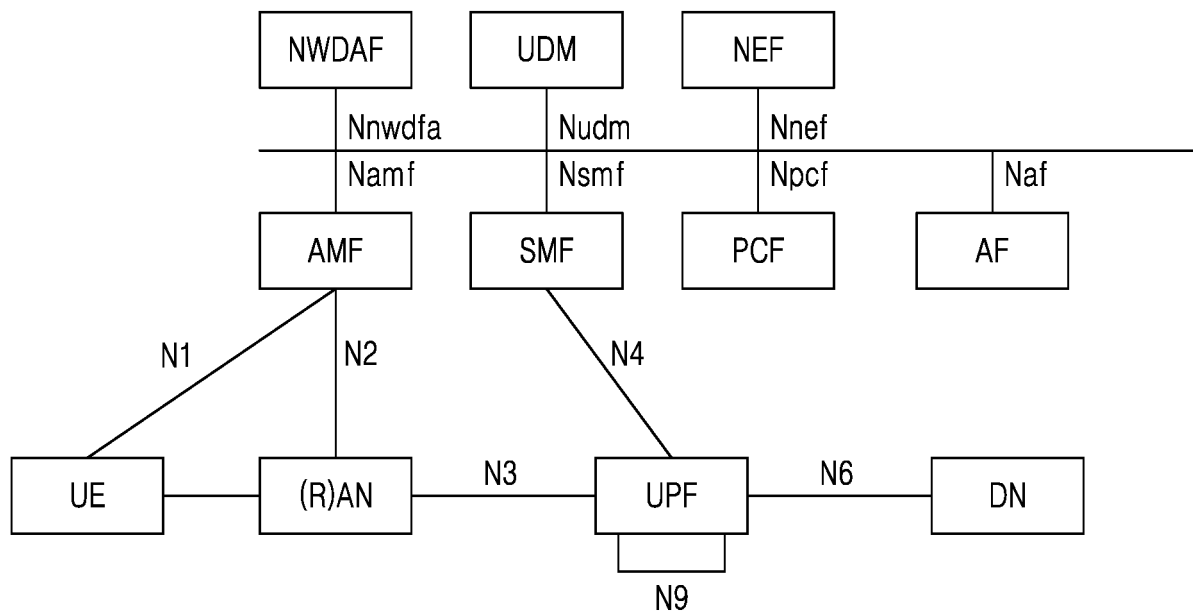 NWDAF UDM NEF
Nnwdfa Nudm Nnef
Namf Nsmf Npcf Naf
AMF SMF PCF AF
N1 N2 N4
UE (R)AN N3 UPF N6 DN
N9